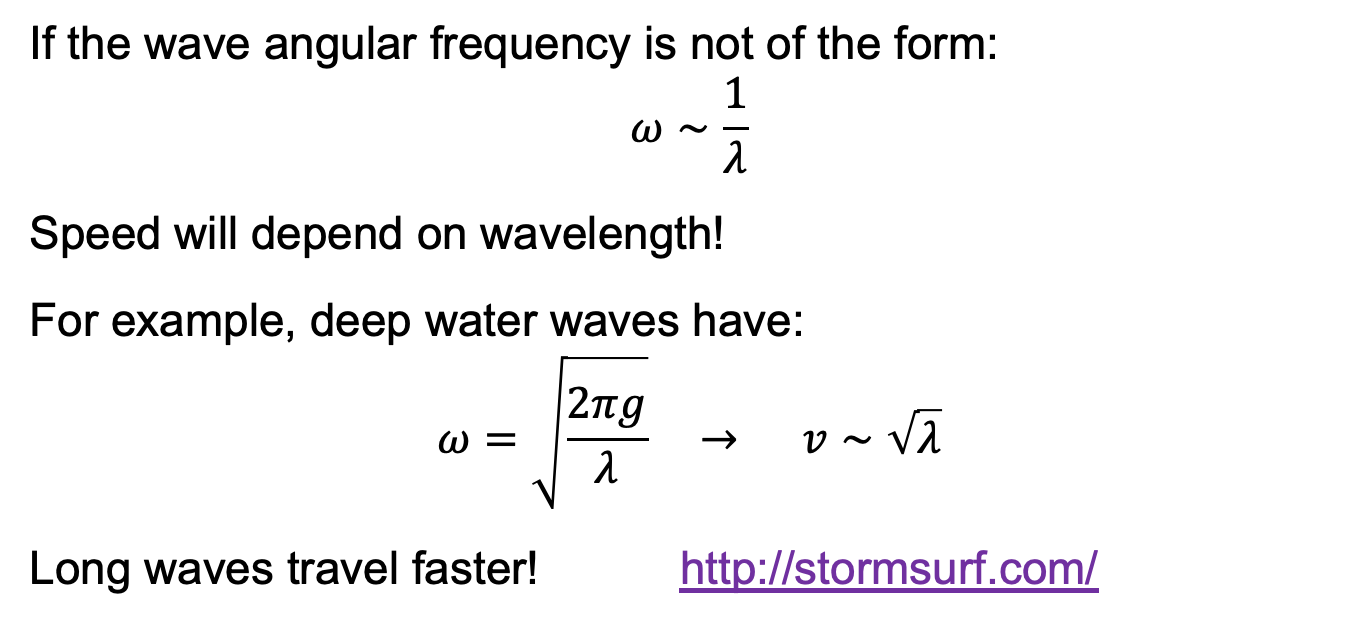 If the wave angular frequency is not of the form:
ω ~ 1/λ
Speed will depend on wavelength!
For example, deep water waves have:
ω = √(2πg/λ) → v ~ √λ
Long waves travel faster! http://stormsurf.com/